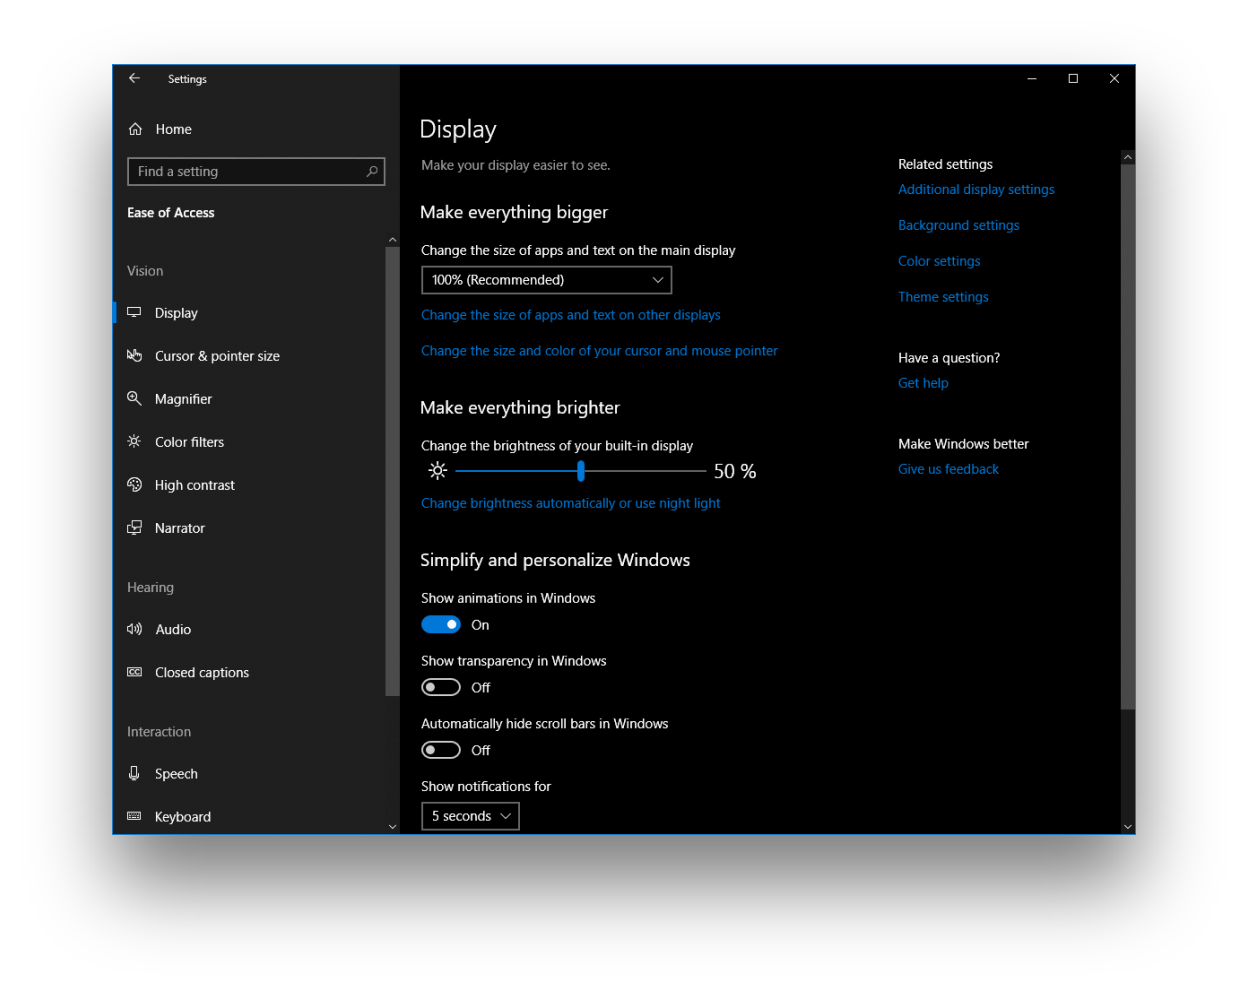 Settings
Home
Find a setting
Ease of Access
Vision
Display
Cursor & pointer size
Magnifier
Color filters
High contrast
Narrator
Hearing
Audio
Closed captions
Interaction
Speech
Keyboard
Display
Make your display easier to see.
Make everything bigger
Change the size of apps and text on the main display
100% (Recommended)
Change the size of apps and text on other displays
Change the size and color of your cursor and mouse pointer
Make everything brighter
Change the brightness of your built-in display
50 %
Change brightness automatically or use night light
Simplify and personalize Windows
Show animations in Windows
On
Show transparency in Windows
Off
Automatically hide scroll bars in Windows
Off
Show notifications for
5 seconds
Related settings
Additional display settings
Background settings
Color settings
Theme settings
Have a question?
Get help
Make Windows better
Give us feedback